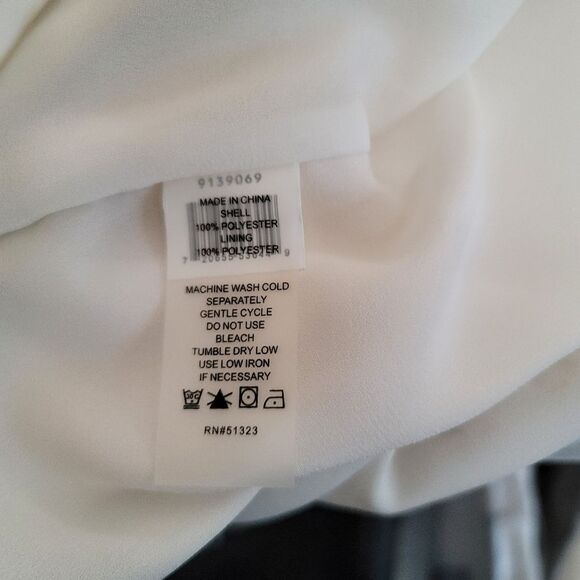 9139069
MADE IN CHINA
SHELL
100% POLYESTER
LINING
100% POLYESTER
MACHINE WASH COLD
SEPARATELY
GENTLE CYCLE
DO NOT USE
BLEACH
TUMBLE DRY LOW
USE LOW IRON
IF NECESSARY
RN#51323